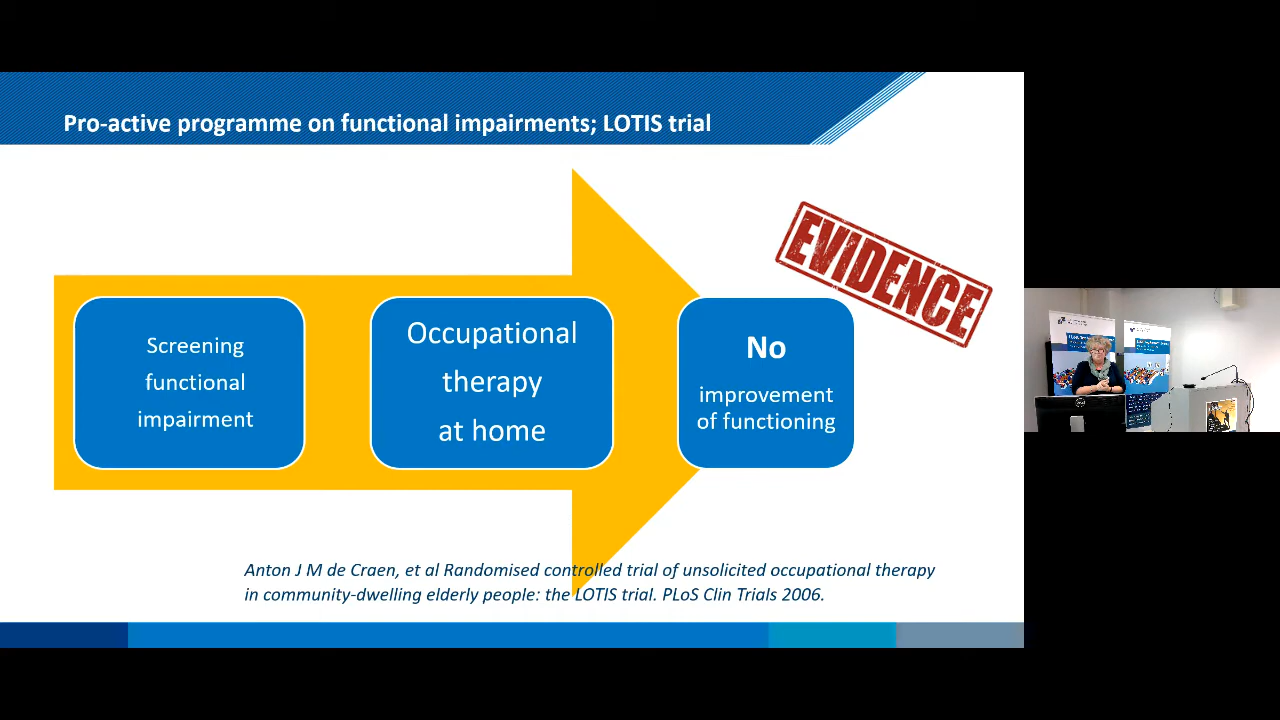 Pro-active programme on functional impairments; LOTIS trial
EVIDENCE
Screening
functional
impairment
Occupational
therapy
at home
No
improvement
of functioning
Anton J M de Craen, et al Randomised controlled trial of unsolicited occupational therapy
in community-dwelling elderly people: the LOTIS trial. PLoS Clin Trials 2006.